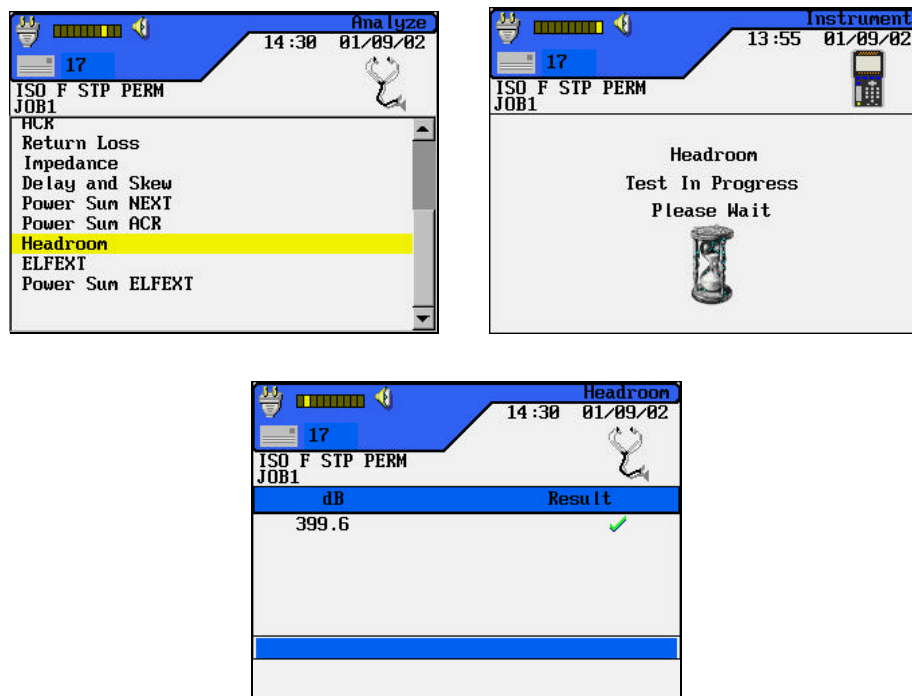 Analyze
14:30 01/09/02
17
ISO F STP PERM
JOB1
ACR
Return Loss
Impedance
Delay and Skew
Power Sum NEXT
Power Sum ACR
Headroom
ELFEXT
Power Sum ELFEXT
Instrument
13:55 01/09/02
17
ISO F STP PERM
JOB1
Headroom
Test In Progress
Please Wait
Headroom
14:30 01/09/02
17
ISO F STP PERM
JOB1
dB Result
399.6